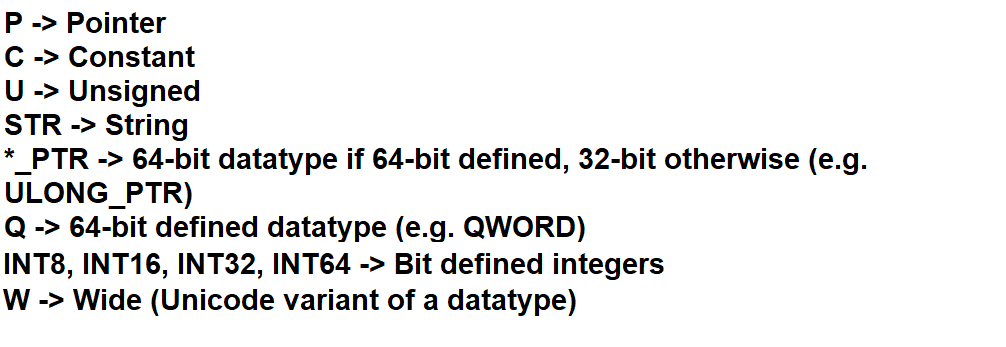 P -> Pointer
C -> Constant
U -> Unsigned
STR -> String
*_PTR -> 64-bit datatype if 64-bit defined, 32-bit otherwise (e.g.
ULONG_PTR)
Q -> 64-bit defined datatype (e.g. QWORD)
INT8, INT16, INT32, INT64 -> Bit defined integers
W -> Wide (Unicode variant of a datatype)